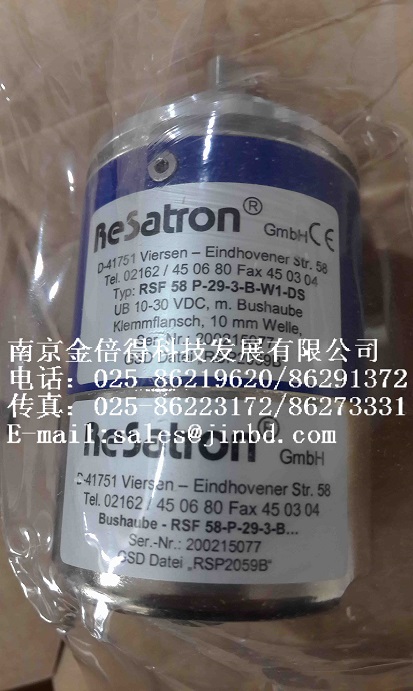 ReSatron® GmbH CE
D-41751 Viersen – Eindhovener Str. 58
Tel. 02162 / 45 06 80 Fax 45 03 04
Typ: RSF 58 P-29-3-B-W1-DS
UB 10-30 VDC, m. Bushaube
Klemmflansch, 10 mm Welle,
200215077
南京金倍得科技发展有限公司
电话：025-86219620/86291372
传真：025-86223172/86273331
E-mail:sales@jinbd.com
ReSatron® GmbH
D-41751 Viersen – Eindhovener Str. 58
Tel. 02162 / 45 06 80 Fax 45 03 04
Bushaube - RSF 58-P-29-3-B...
Ser.-Nr.: 200215077
GSD Datei „RSP2059B"